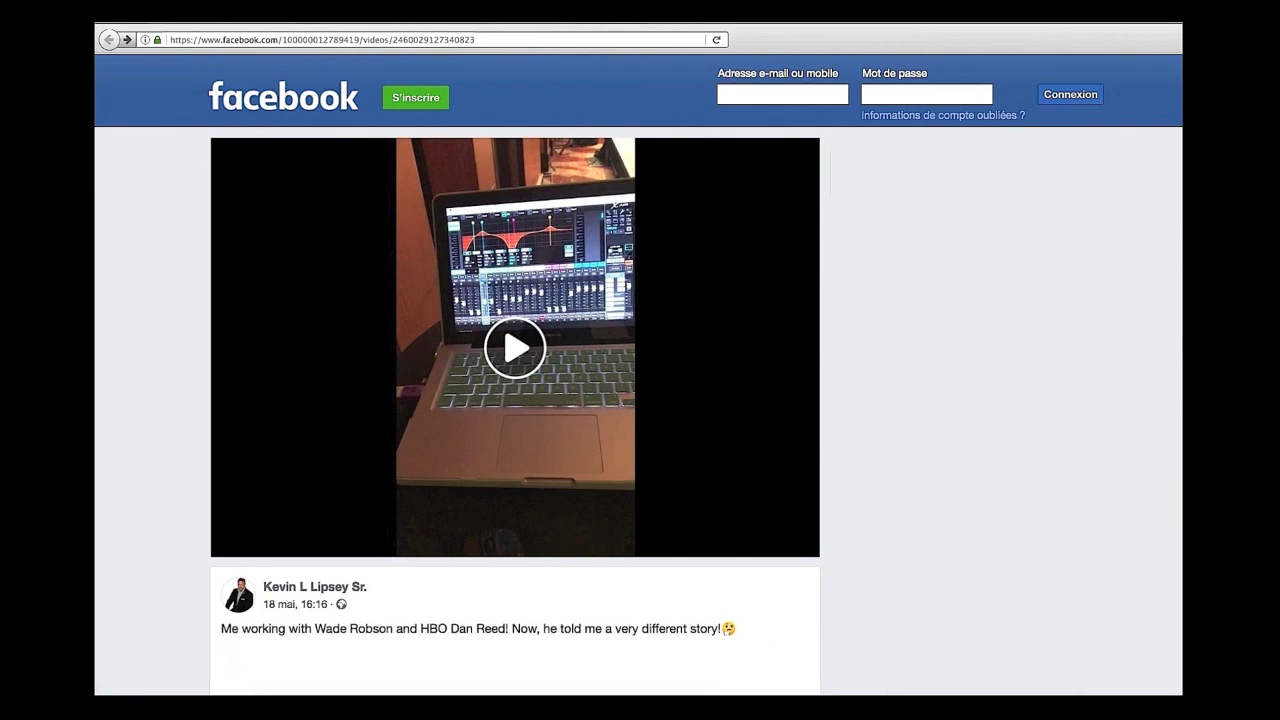 https://www.facebook.com/100000012789419/videos/2460029127340823
Adresse e-mail ou mobile
Mot de passe
facebook
S'inscrire
Connexion
Informations de compte oubliées ?
Kevin L Lipsey Sr.
18 mai, 16:16 ·
Me working with Wade Robson and HBO Dan Reed! Now, he told me a very different story!🤔